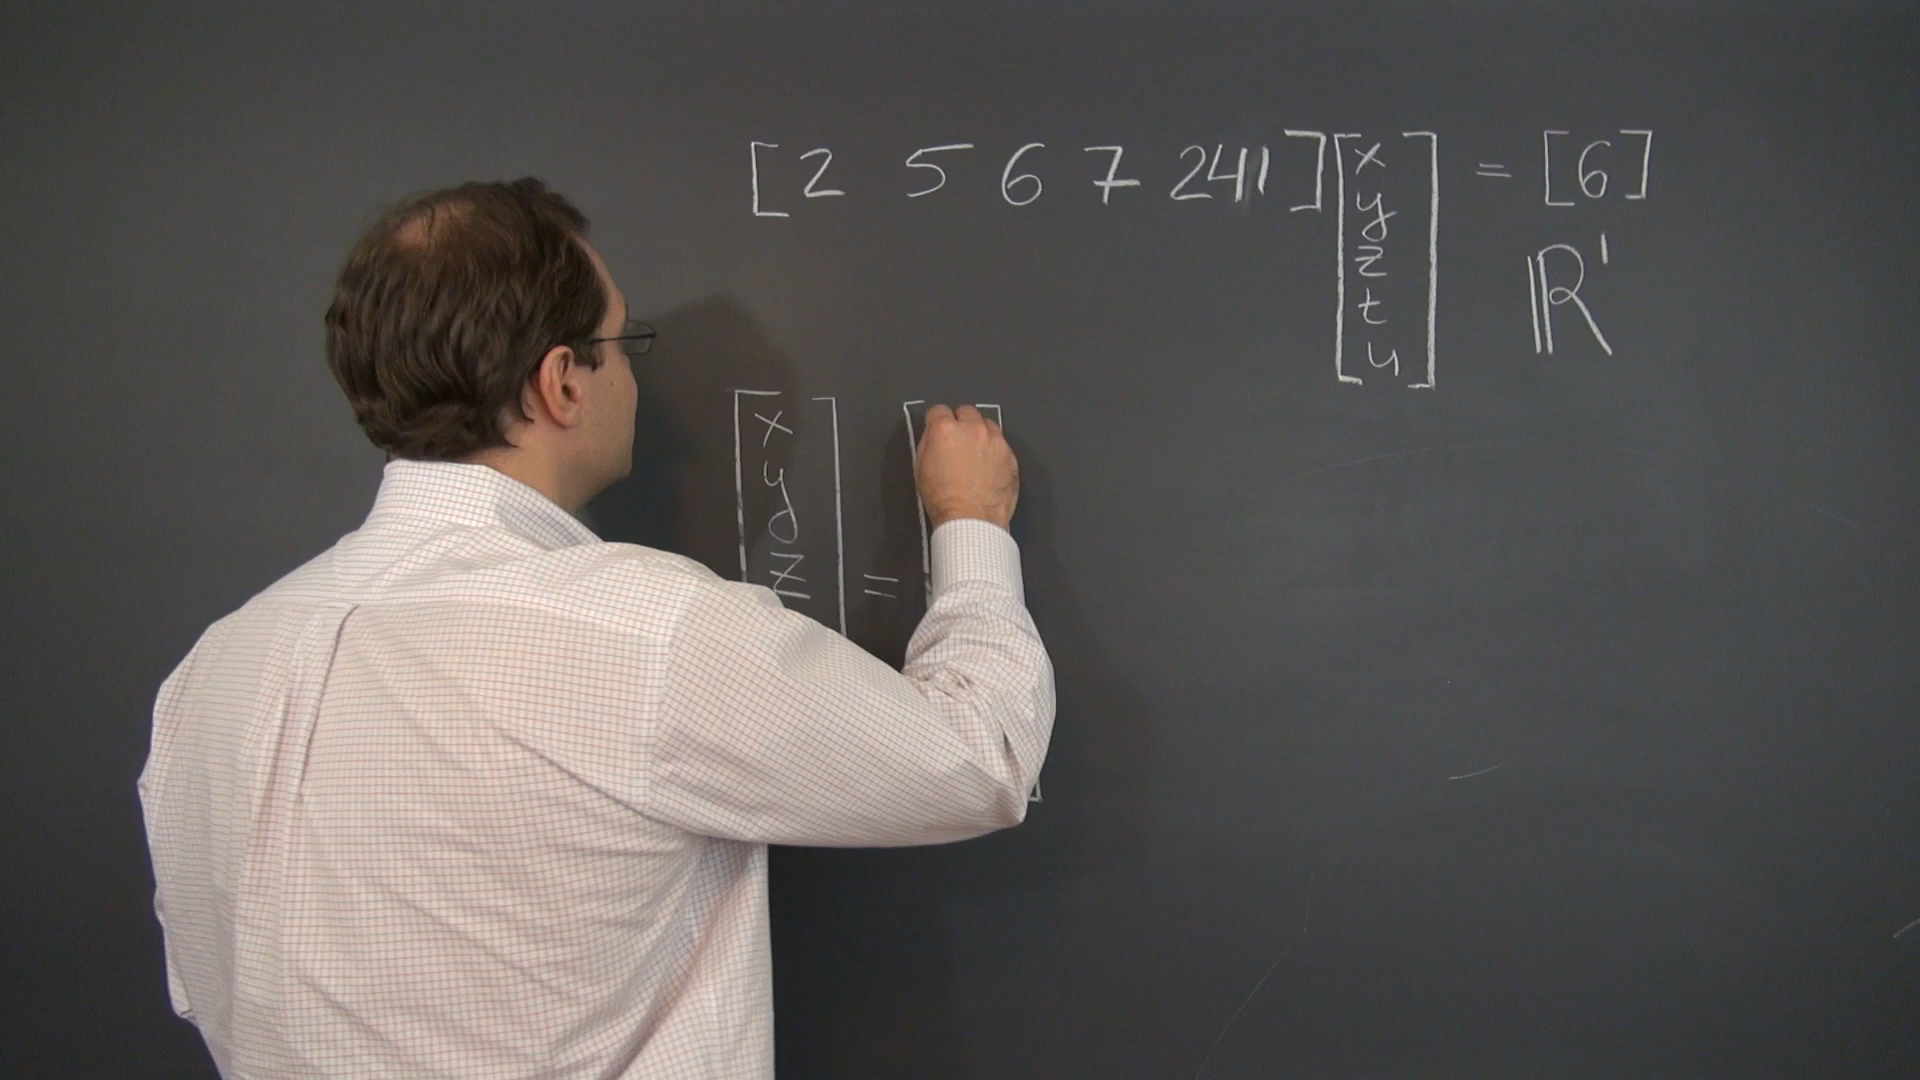 [2 5 6 7 241] [x = [6]
y
z
t
u]
ℝ¹
[x
y
z = [